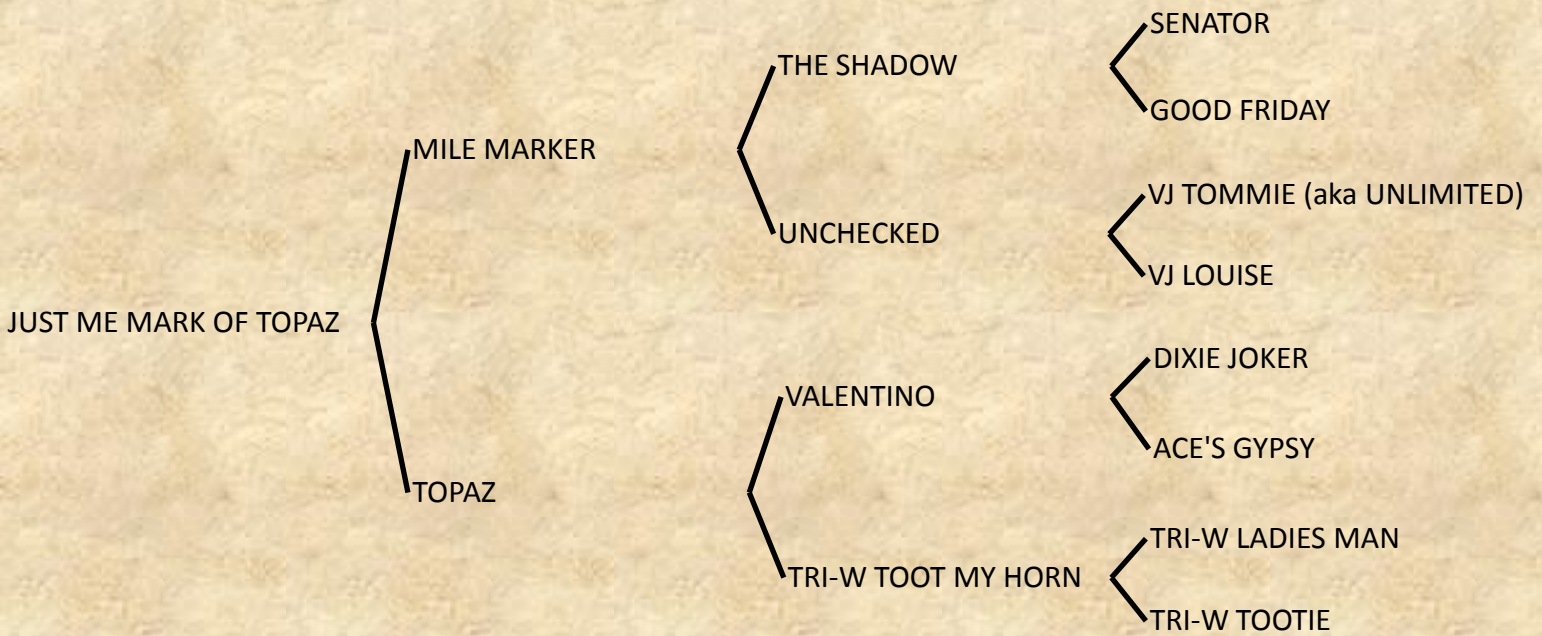 SENATOR
THE SHADOW
GOOD FRIDAY
MILE MARKER
VJ TOMMIE (aka UNLIMITED)
UNCHECKED
VJ LOUISE
JUST ME MARK OF TOPAZ
DIXIE JOKER
VALENTINO
ACE'S GYPSY
TOPAZ
TRI-W LADIES MAN
TRI-W TOOT MY HORN
TRI-W TOOTIE